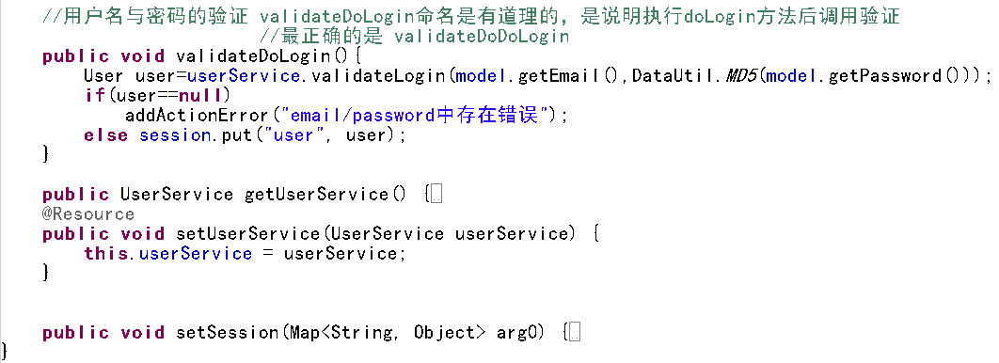 //用户名与密码的验证 validateDoLogin命名是有道理的，是说明执行doLogin方法后调用验证
//最正确的是 validateDoDoLogin
public void validateDoLogin(){
User user=userService.validateLogin(model.getEmail(),DataUtil.MD5(model.getPassword()));
if(user==null)
addActionError("email/password中存在错误");
else session.put("user", user);
}
public UserService getUserService() {
@Resource
public void setUserService(UserService userService) {
this.userService = userService;
}
public void setSession(Map<String, Object> arg0) {
}